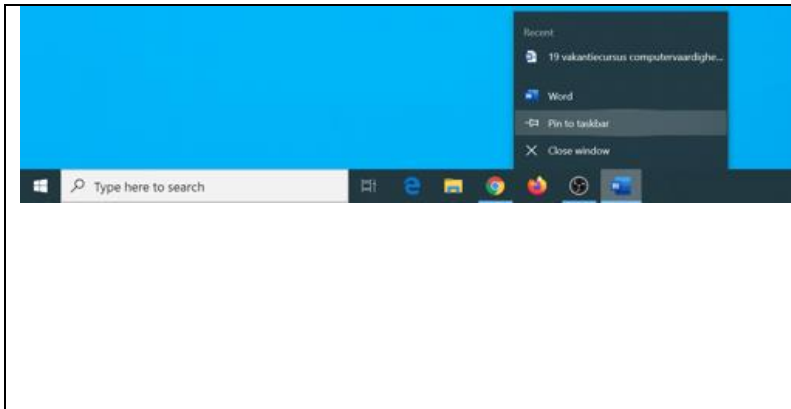 Recent
19 vakantiecursus computervaardighe...
Word
Pin to taskbar
Close window
Type here to search